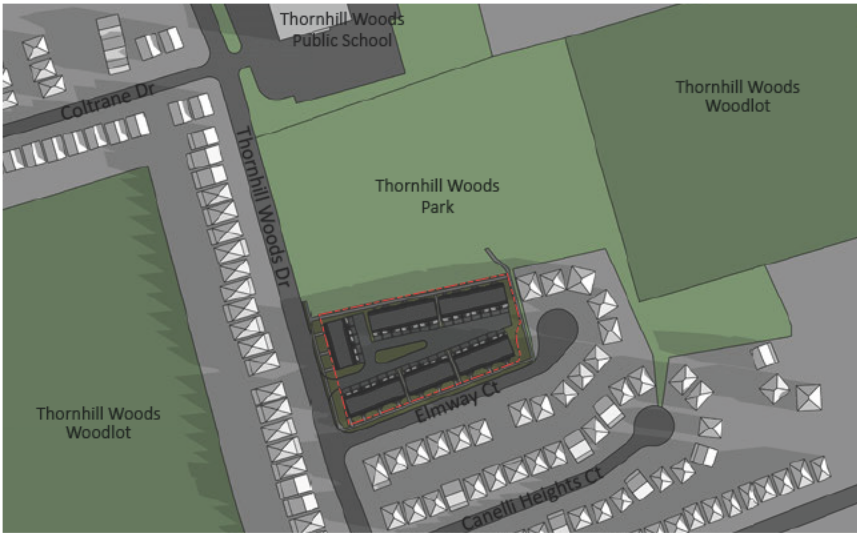 Thornhill Woods
Public School
Coltrane Dr
Thornhill Woods
Woodlot
Thornhill Woods Dr
Thornhill Woods
Park
Thornhill Woods
Woodlot
Elmway Ct
Canelli Heights Ct